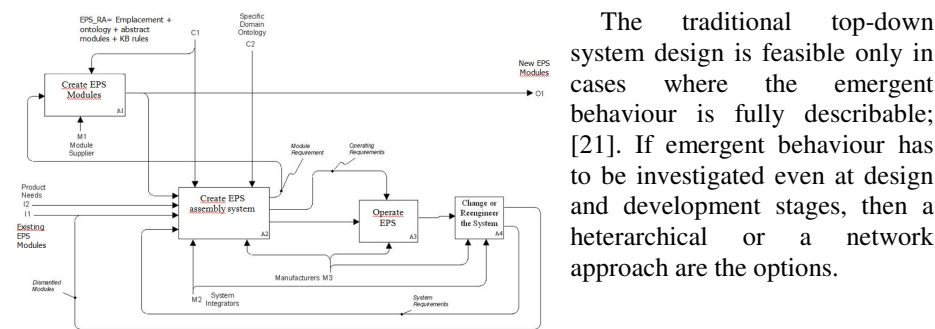 EPS_RA= Emplacement +
ontology + abstract
modules + KB rules
C1
Specific
Domain
Ontology
C2
New EPS
Modules
O1
Create EPS
Modules
A1
M1
Module
Supplier
Module
Requirement
Operating
Requirements
Product
Needs
I2
I1
Existing
EPS
Modules
Create EPS
assembly system
A2
Operate
EPS
A3
Change or
Reengineer
the System
A4
Manufacturers M3
Dismantled
Modules
M2
System
Integrators
System
Requirements
The traditional top-down
system design is feasible only in
cases where the emergent
behaviour is fully describable;
[21]. If emergent behaviour has
to be investigated even at design
and development stages, then a
heterarchical or a network
approach are the options.